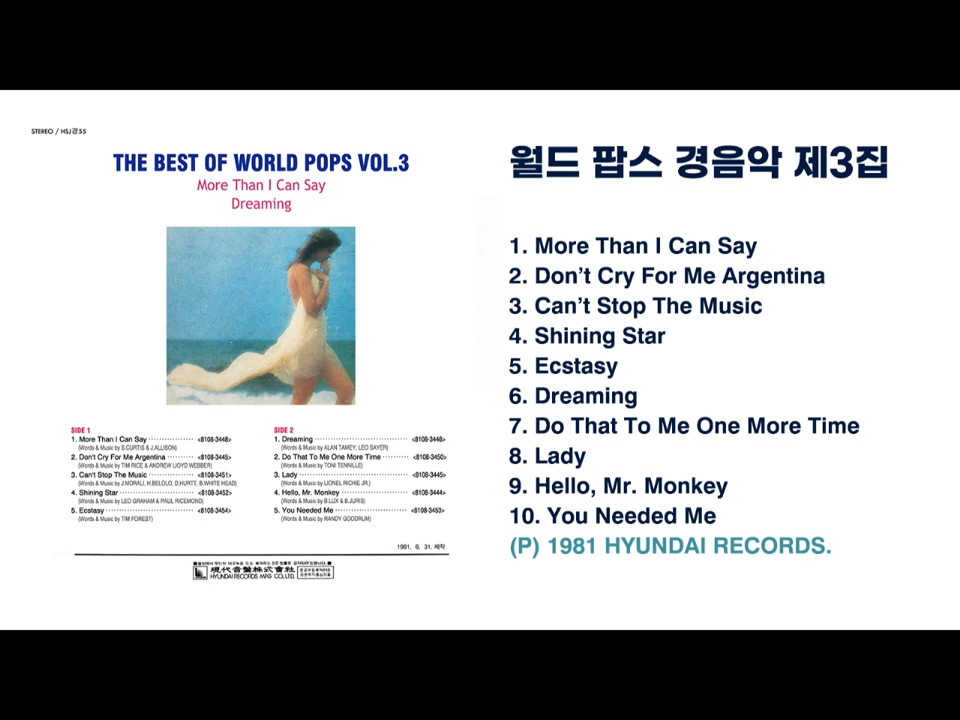 STEREO / HSJ경55
THE BEST OF WORLD POPS VOL.3
More Than I Can Say
Dreaming
SIDE 1
1. More Than I Can Say <8108-3448>
(Words & Music by S.CURTIS & J.ALLISON)
2. Don't Cry For Me Argentina <8108-3445>
(Words & Music by TIM RICE & ANDREW LIOYD WEBBER)
3. Can't Stop The Music <8108-3451>
(Words & Music by J.MORALI, H.BELOLO, D.HURTT, B.WHITE HEAD)
4. Shining Star <8108-3452>
(Words & Music by LEO GRAHAM & PAUL RICEMOND)
5. Ecstasy <8108-3454>
(Words & Music by TIM FOREST)
SIDE 2
1. Dreaming <8108-3446>
(Words & Music by ALAN TAMEY, LEO SAYER)
2. Do That To Me One More Time <8108-3450>
(Words & Music by TONI TENNILLE)
3. Lady <8108-3445>
(Words & Music by LIONEL RICHIE JR.)
4. Hello, Mr. Monkey <8108-3444>
(Words & Music by B.LUX & B.JURIS)
5. You Needed Me <8108-3453>
(Words & Music by RANDY GOODRUM)
1981, 8, 31, 제작
現代音盤株式會社
HYUNDAI RECORDS MFG CO.,LTD.
월드 팝스 경음악 제3집
1. More Than I Can Say
2. Don't Cry For Me Argentina
3. Can't Stop The Music
4. Shining Star
5. Ecstasy
6. Dreaming
7. Do That To Me One More Time
8. Lady
9. Hello, Mr. Monkey
10. You Needed Me
(P) 1981 HYUNDAI RECORDS.